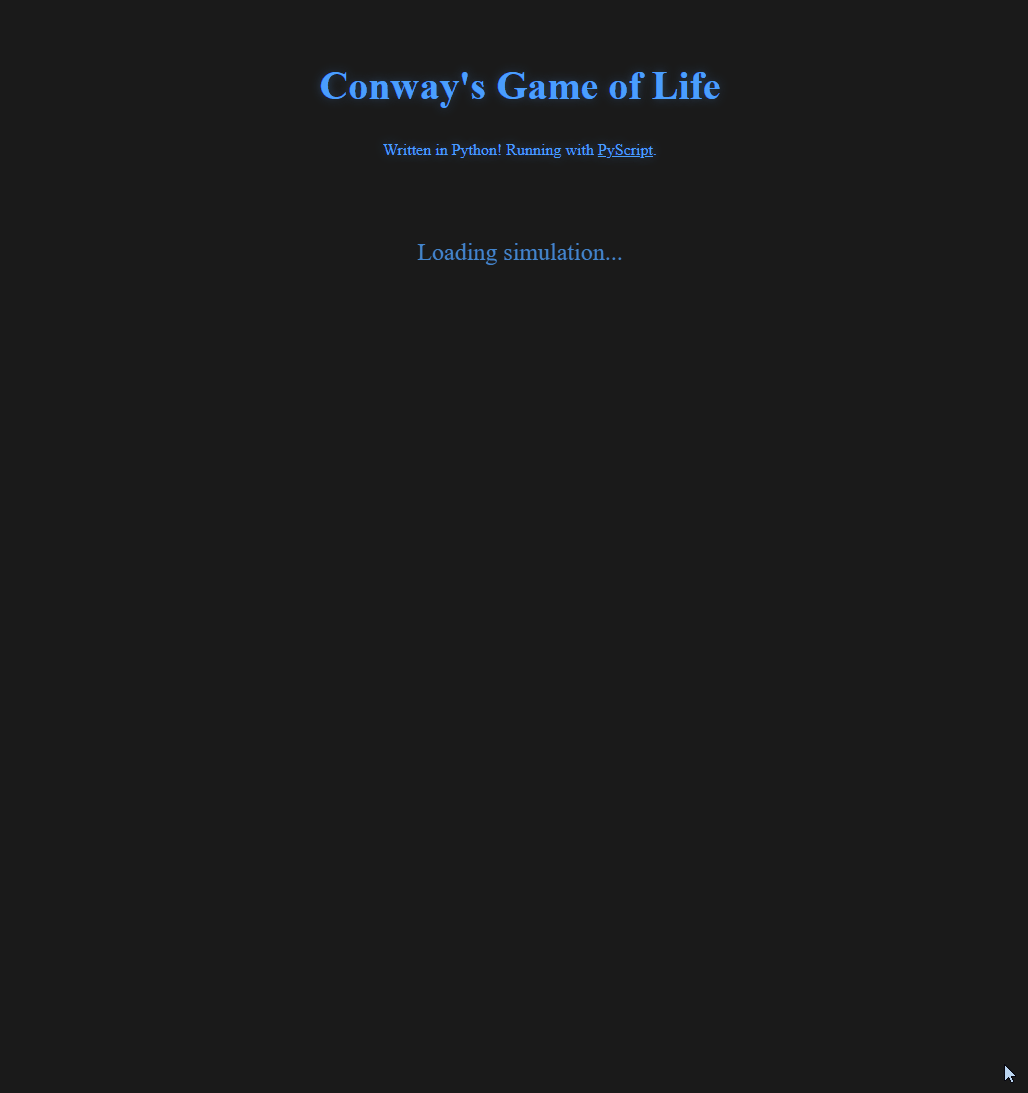 Conway's Game of Life
Written in Python! Running with PyScript.
Loading simulation...